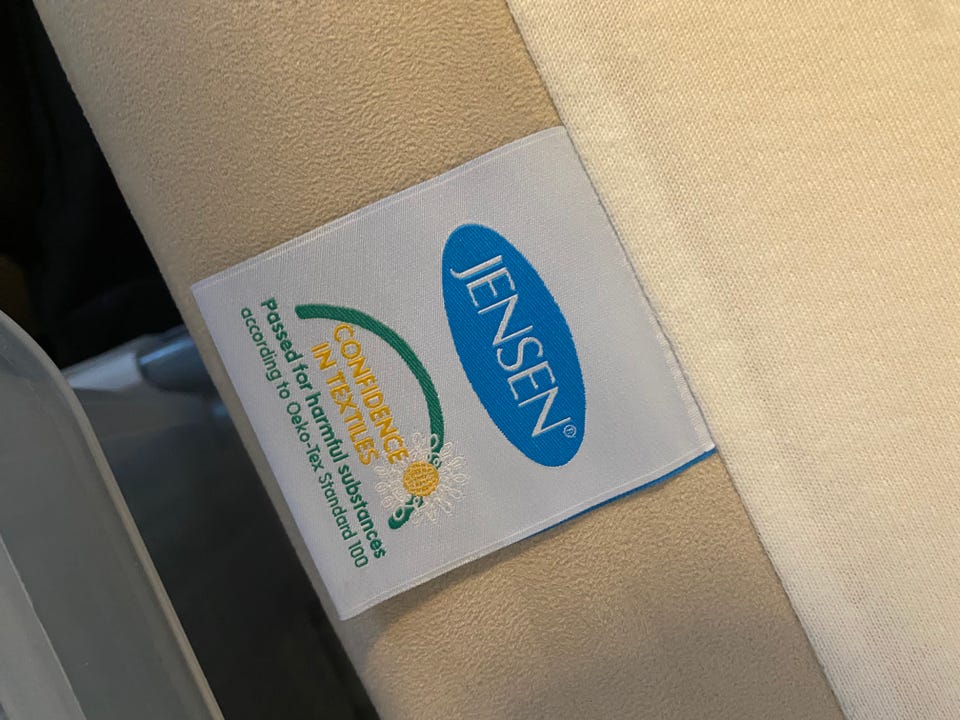 JENSEN®
CONFIDENCE
IN TEXTILES
Passed for harmful substances
according to Oeko-Tex Standard 100